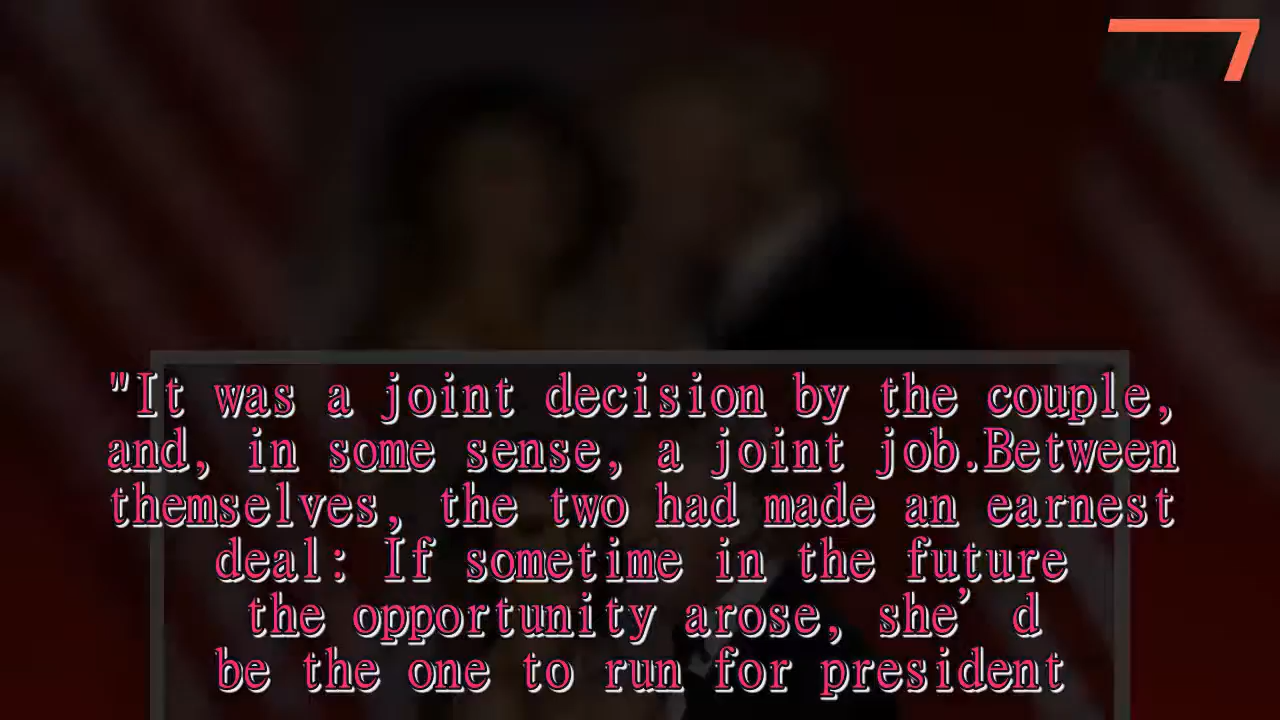 "It was a joint decision by the couple,
and, in some sense, a joint job.Between
themselves, the two had made an earnest
deal: If sometime in the future
the opportunity arose, she’d
be the one to run for president